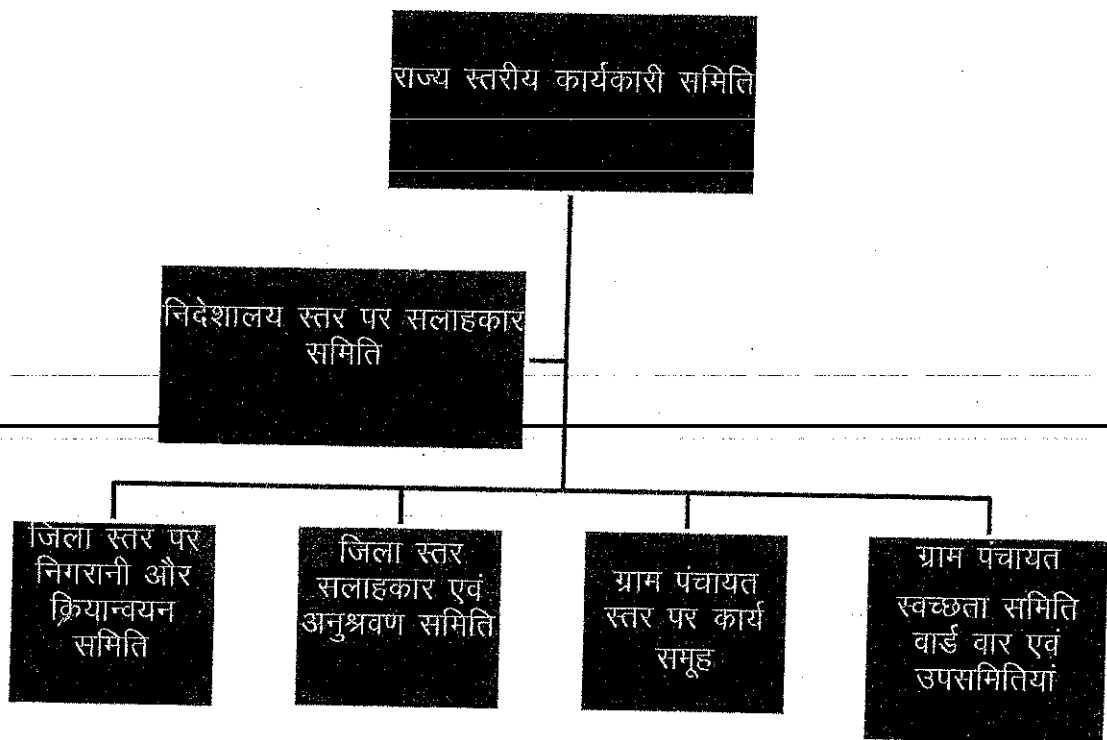 राज्य स्तरीय कार्यकारी समिति
निदेशालय स्तर पर सलाहकार
समिति
जिला स्तर पर
निगरानी और
क्रियान्वयन
समिति
जिला स्तर
सलाहकार एवं
अनुश्रवण समिति
ग्राम पंचायत
स्तर पर कार्य
समूह
ग्राम पंचायत
स्वच्छता समिति
वार्ड वार एवं
उपसमितियां